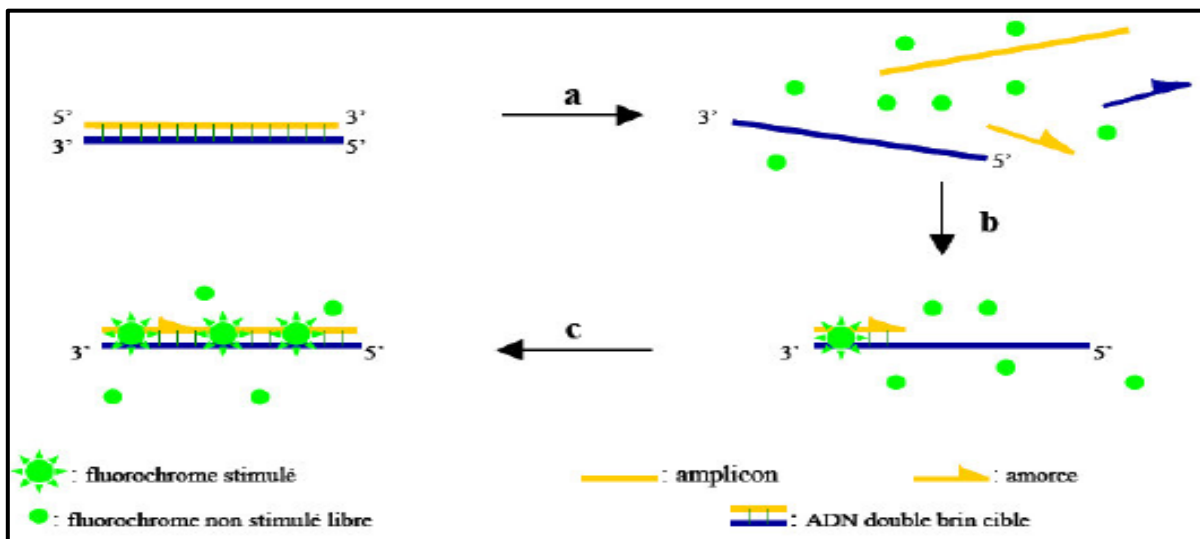 a
5' 3'
3' 5'
3'
5'
b
c
3' 5'
3' 5'
: fluorochrome stimulé
: amplicon
: amorce
: fluorochrome non stimulé libre
: ADN double brin cible